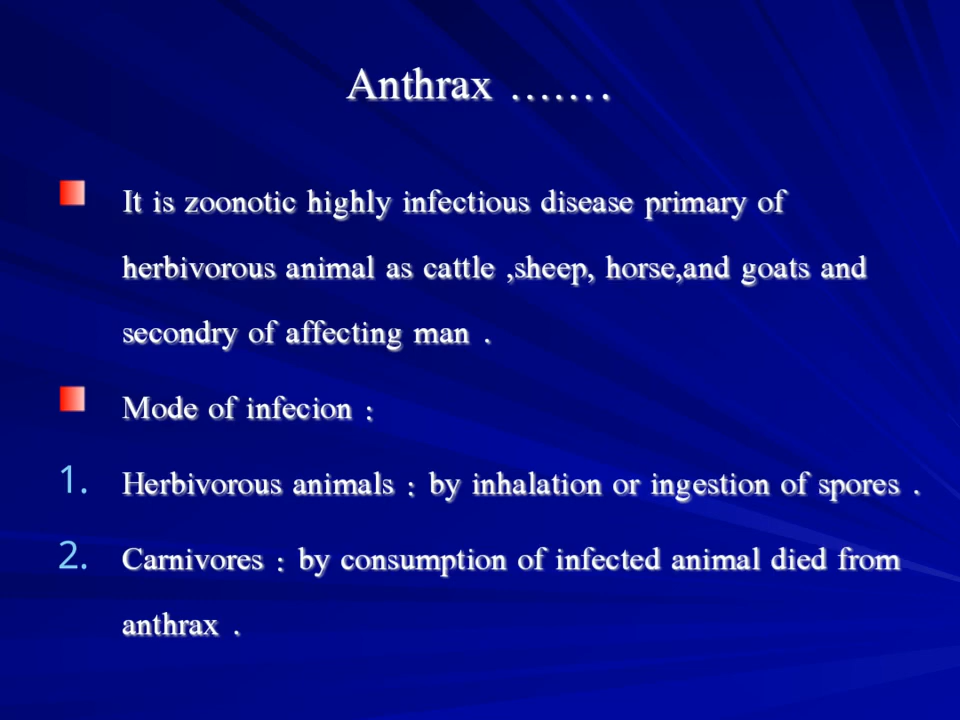 Anthrax …….
It is zoonotic highly infectious disease primary of
herbivorous animal as cattle ,sheep, horse,and goats and
secondry of affecting man .
Mode of infecion :
1. Herbivorous animals : by inhalation or ingestion of spores .
2. Carnivores : by consumption of infected animal died from
anthrax .